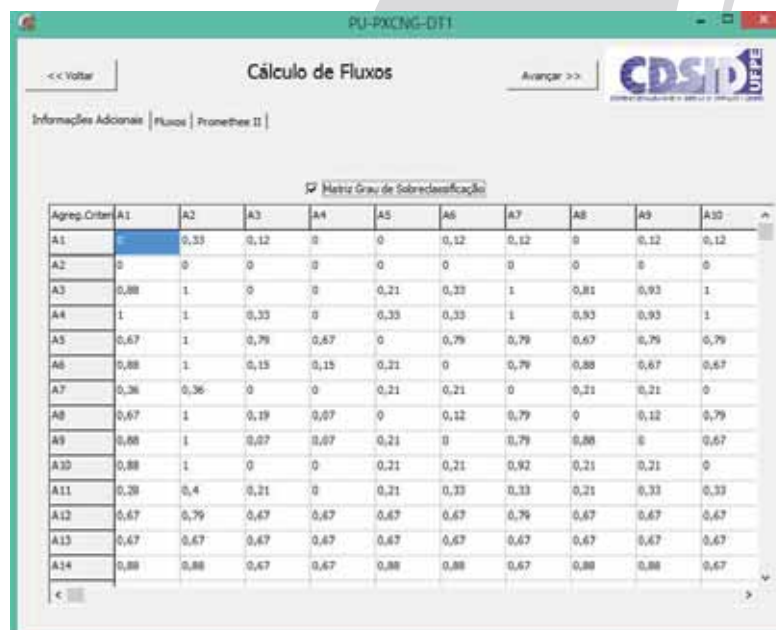 PU-PXCNG-DT1
<< Voltar
Cálculo de Fluxos
Avançar >>
CDSID UFPE
Informações Adicionais Fluxos Promethee II
Matriz Grau de Sobreclassificação
Agreg.Criter A1 A2 A3 A4 A5 A6 A7 A8 A9 A10
A1 0 0,33 0,12 0 0 0,12 0,12 0 0,12 0,12
A2 0 0 0 0 0 0 0 0 0 0
A3 0,88 1 0 0 0,21 0,33 1 0,81 0,93 1
A4 1 1 0,33 0 0,33 0,33 1 0,93 0,93 1
A5 0,67 1 0,79 0,67 0 0,79 0,79 0,67 0,79 0,79
A6 0,88 1 0,15 0,15 0,21 0 0,79 0,88 0,67 0,67
A7 0,36 0,36 0 0 0,21 0,21 0 0,21 0,21 0
A8 0,67 1 0,19 0,07 0 0,12 0,79 0 0,12 0,79
A9 0,88 1 0,07 0,07 0,21 0 0,79 0,88 0 0,67
A10 0,88 1 0 0 0,21 0,21 0,92 0,21 0,21 0
A11 0,28 0,4 0,21 0 0,21 0,33 0,33 0,21 0,33 0,33
A12 0,67 0,79 0,67 0,67 0,67 0,67 0,79 0,67 0,67 0,67
A13 0,67 0,67 0,67 0,67 0,67 0,67 0,67 0,67 0,67 0,67
A14 0,88 0,88 0,67 0,67 0,88 0,88 0,67 0,88 0,88 0,67